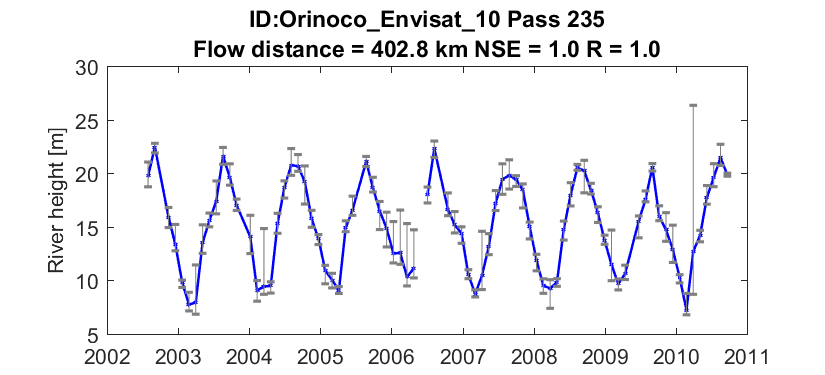 ID:Orinoco_Envisat_10 Pass 235
Flow distance = 402.8 km NSE = 1.0 R = 1.0
30
25
20
15
10
5
River height [m]
2002 2003 2004 2005 2006 2007 2008 2009 2010 2011